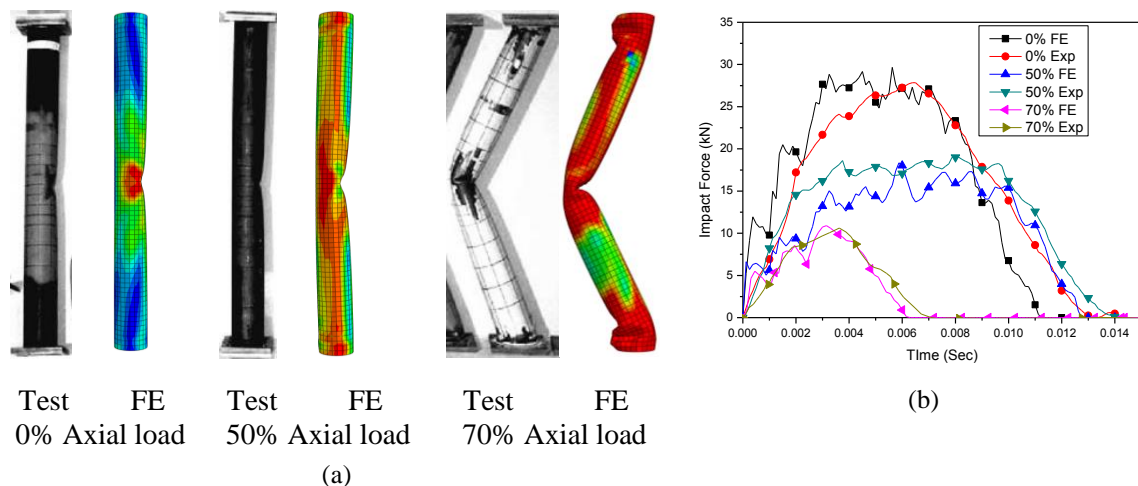 (b)
35
30
25
20
15
10
5
0
Impact Force (kN)
0% FE
0% Exp
50% FE
50% Exp
70% FE
70% Exp
0.000 0.002 0.004 0.006 0.008 0.010 0.012 0.014
TIme (Sec)
Test FE Test FE FE
0% Axial load 50% Axial load 70% Axial load
(b)
(a)